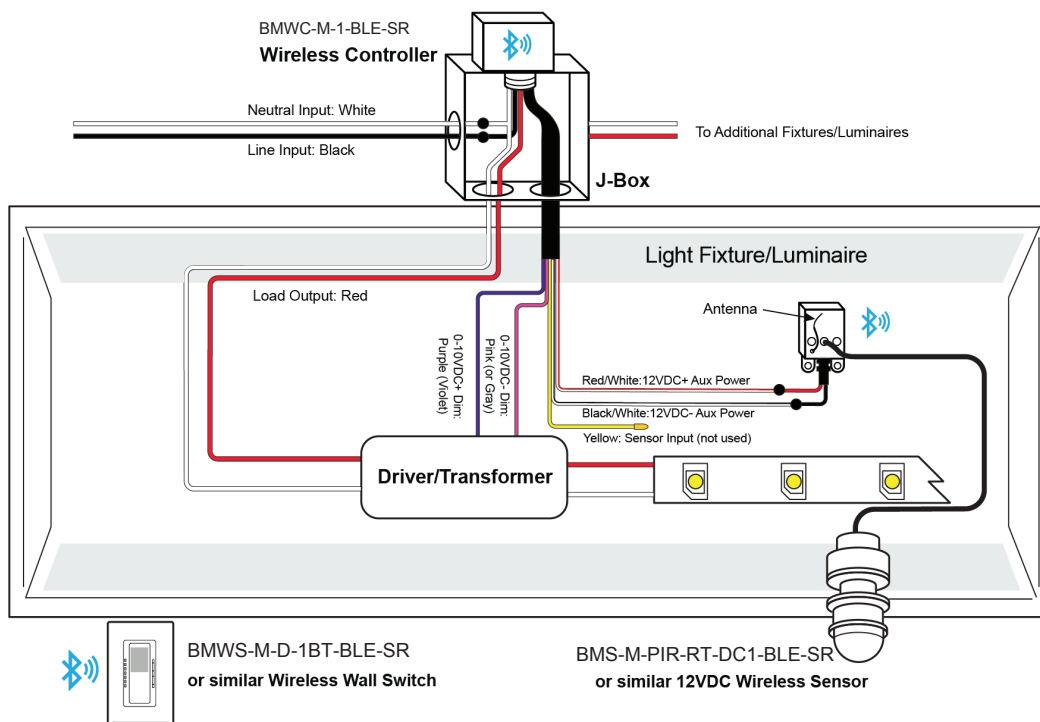 BMWC-M-1-BLE-SR
Wireless Controller
Neutral Input: White
Line Input: Black
To Additional Fixtures/Luminaires
J-Box
Light Fixture/Luminaire
Load Output: Red
Antenna
0-10VDC+ Dim:
Purple (Violet)
0-10VDC- Dim:
Pink (or Gray)
Red/White:12VDC+ Aux Power
Black/White:12VDC- Aux Power
Yellow: Sensor Input (not used)
Driver/Transformer
BMWS-M-D-1BT-BLE-SR
or similar Wireless Wall Switch
BMS-M-PIR-RT-DC1-BLE-SR
or similar 12VDC Wireless Sensor